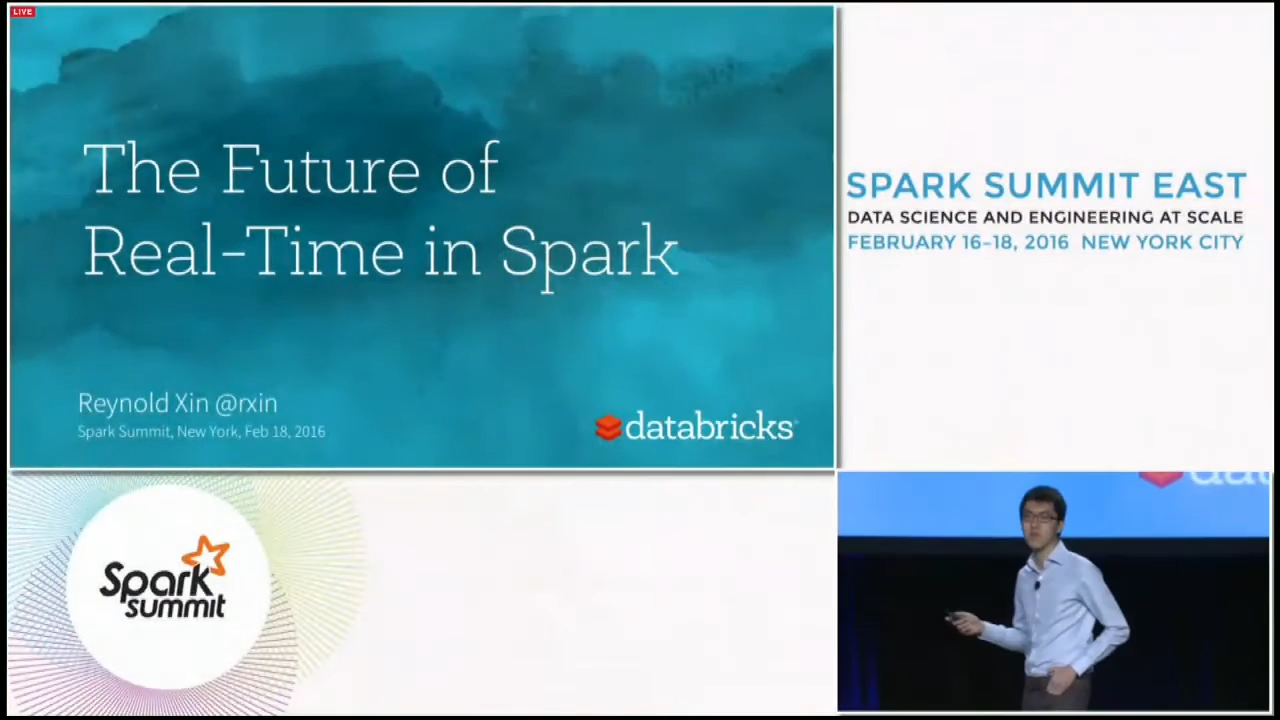 LIVE
The Future of
Real-Time in Spark
Reynold Xin @rxin
Spark Summit, New York, Feb 18, 2016
databricks
SPARK SUMMIT EAST
DATA SCIENCE AND ENGINEERING AT SCALE
FEBRUARY 16-18, 2016 NEW YORK CITY
Spark
summit